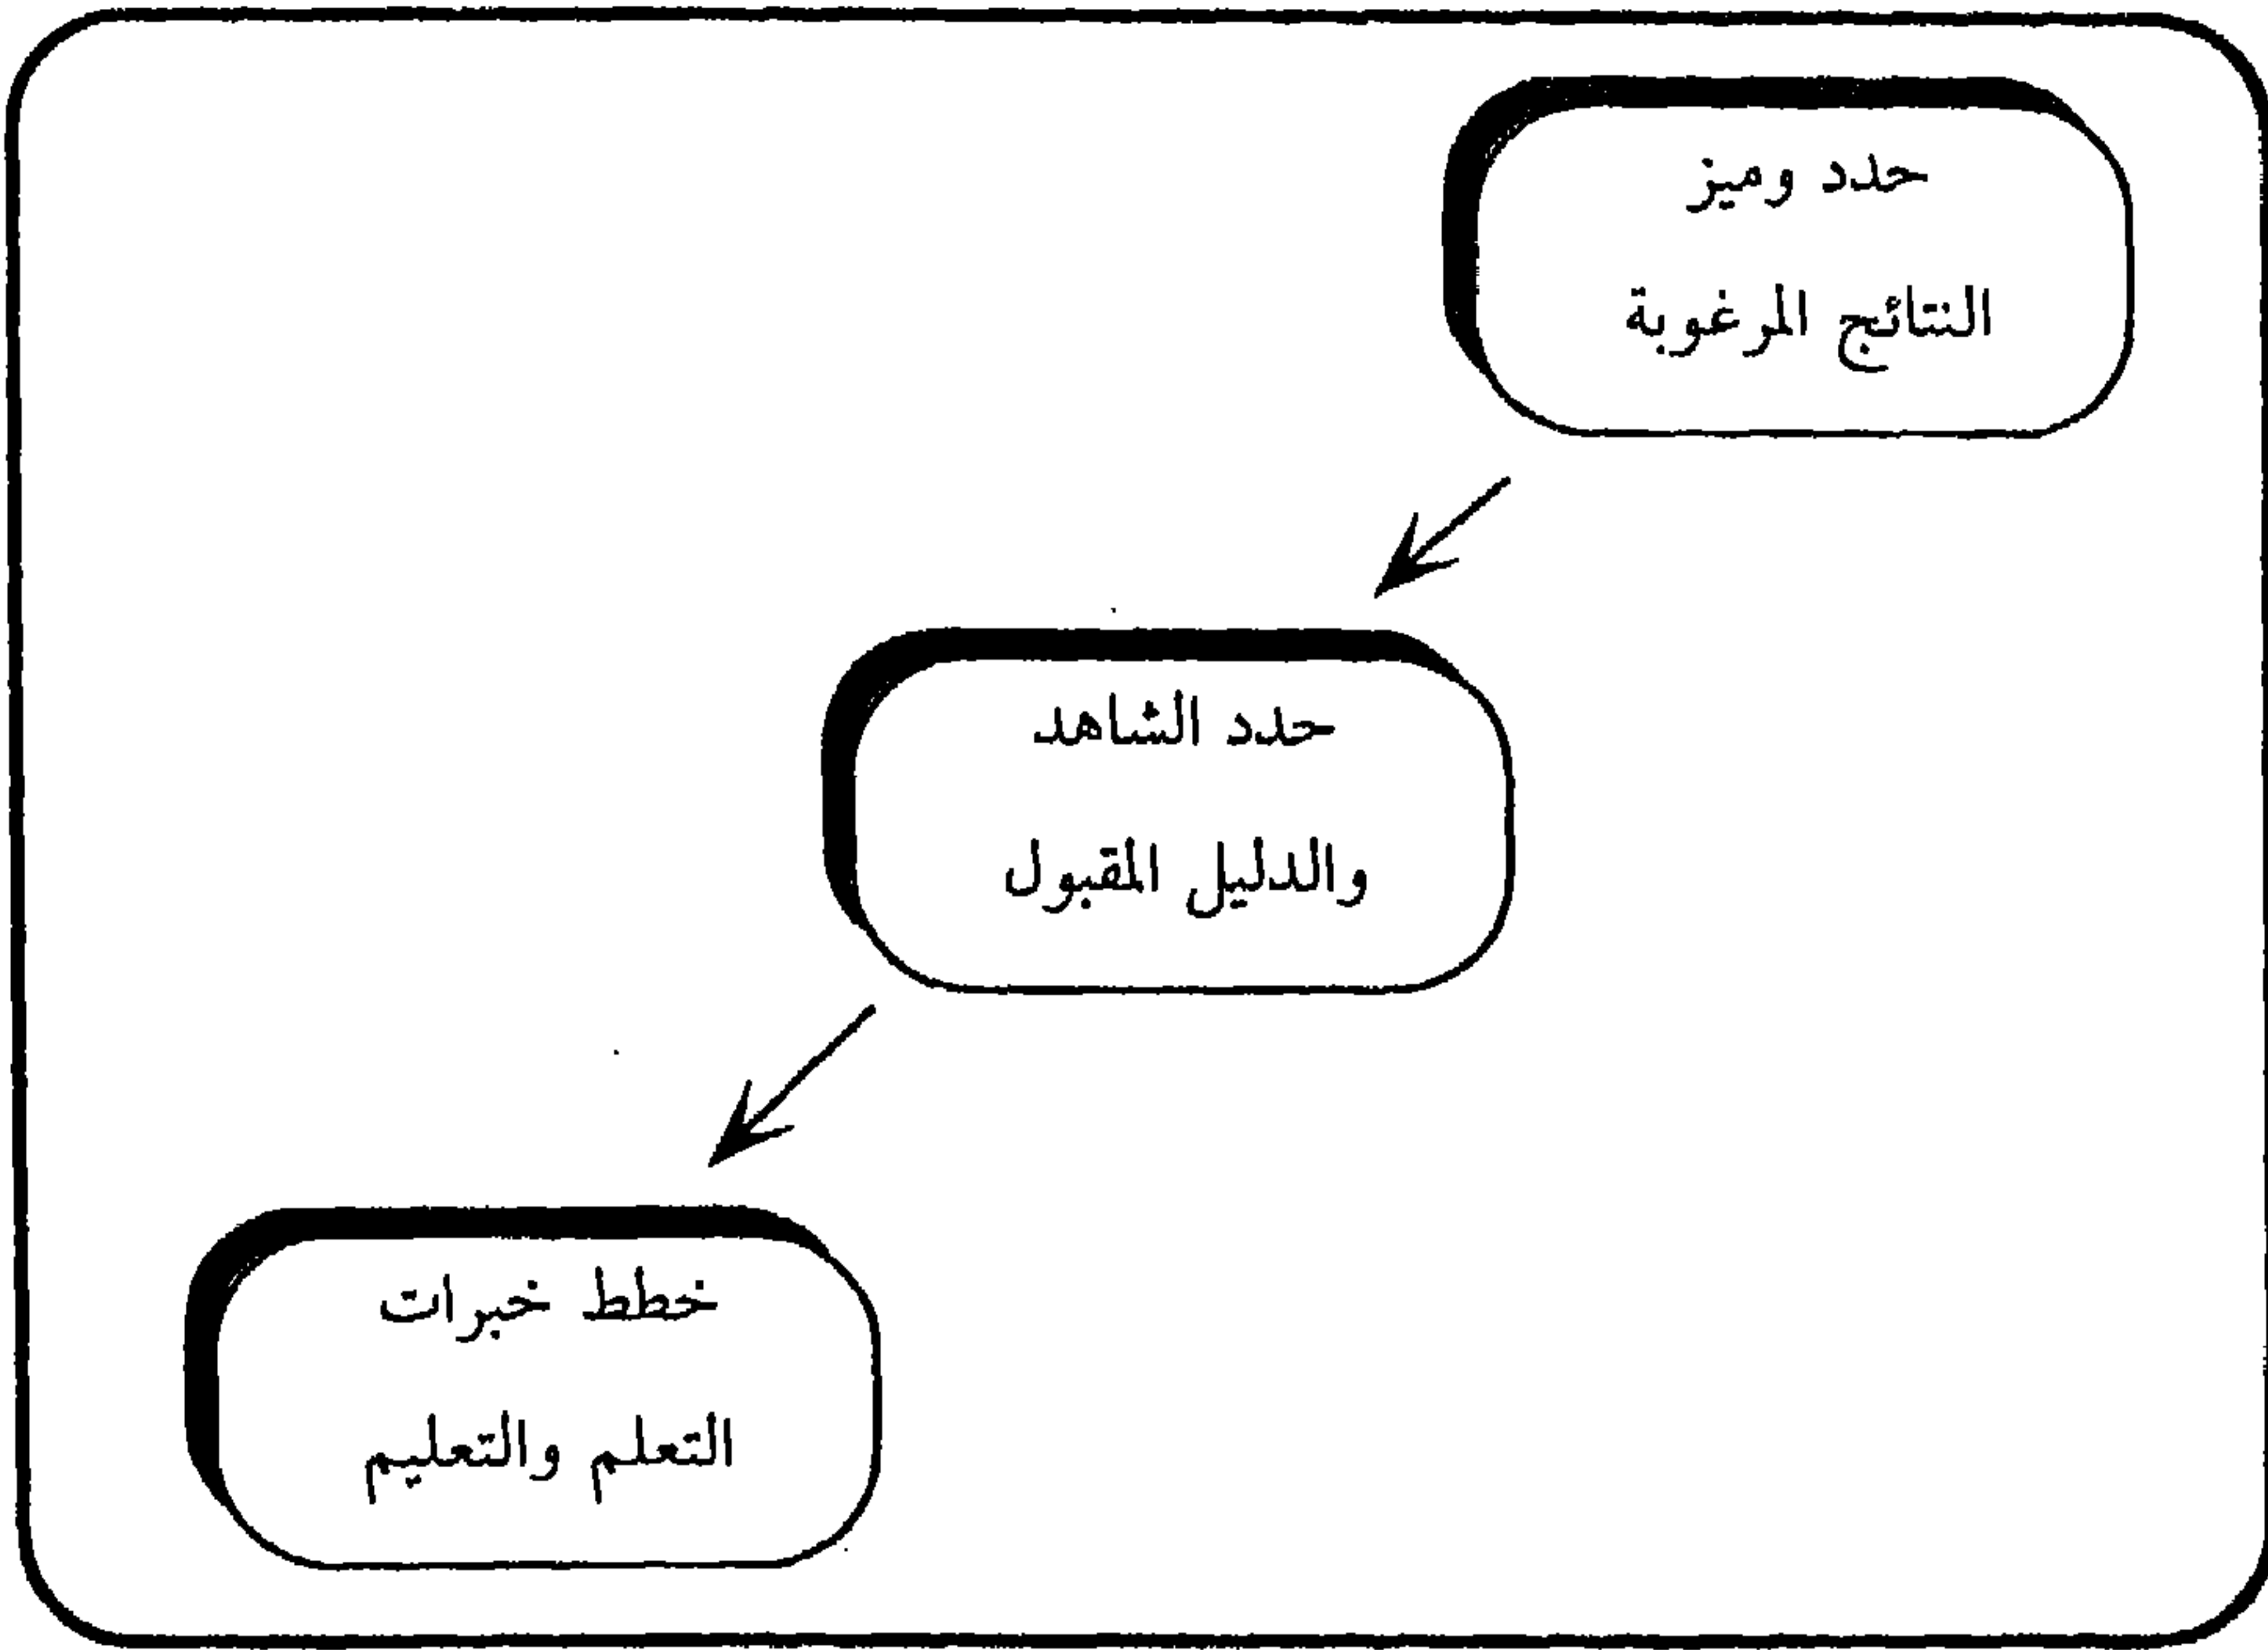 حدد وميز
النتائج المرغوبة
حدد الشاهد
والدليل المقبول
خطط خبرات
التعلم والتعليم